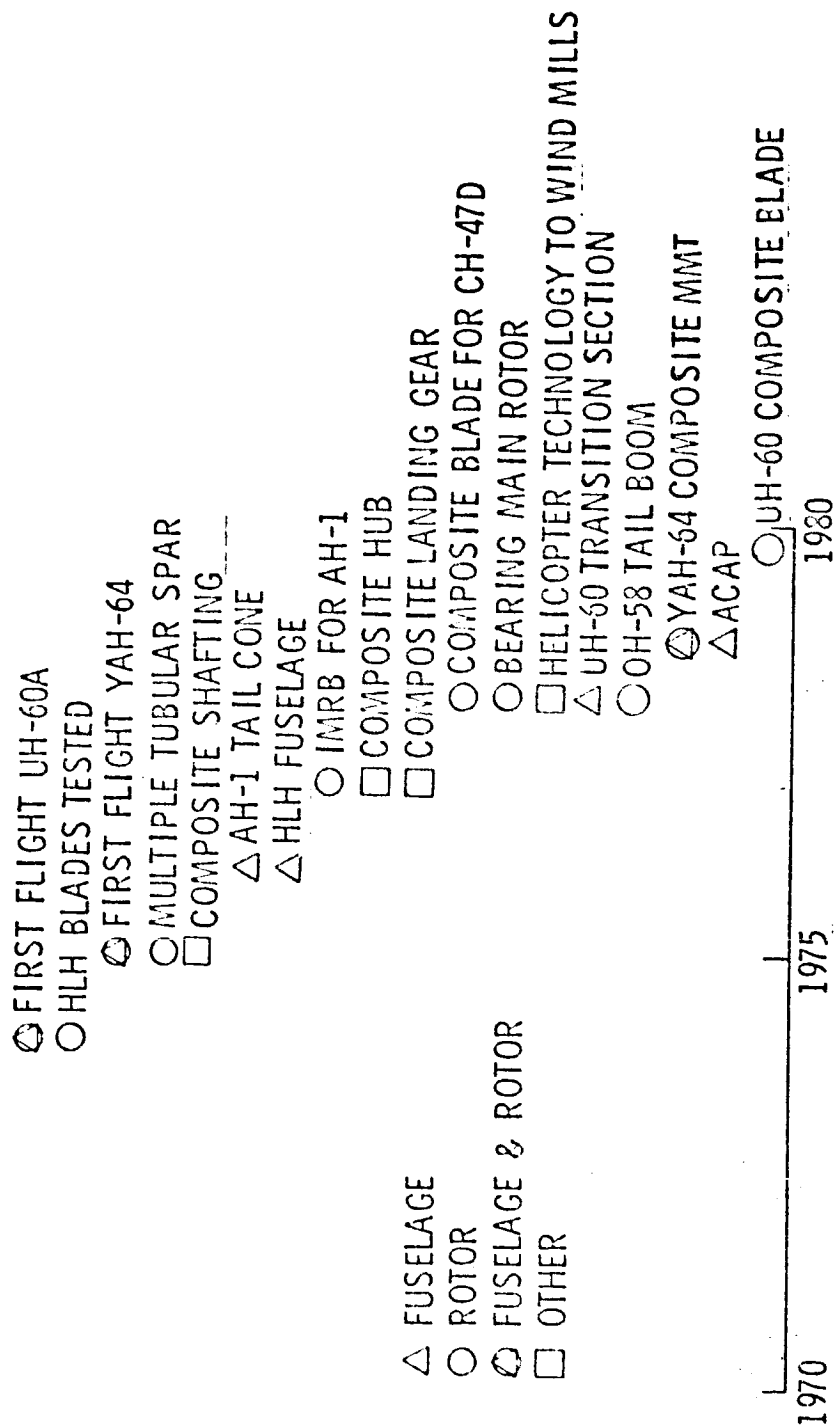 FIRST FLIGHT UH-60A
HLH BLADES TESTED
FIRST FLIGHT YAH-64
MULTIPLE TUBULAR SPAR
COMPOSITE SHAFTING
AH-1 TAIL CONE
HLH FUSELAGE
IMRB FOR AH-1
COMPOSITE HUB
COMPOSITE LANDING GEAR
COMPOSITE BLADE FOR CH-47D
BEARING MAIN ROTOR
HELICOPTER TECHNOLOGY TO WIND MILLS
UH-60 TRANSITION SECTION
OH-58 TAIL BOOM
YAH-64 COMPOSITE MMT
ACAP
UH-60 COMPOSITE BLADE
FUSELAGE
ROTOR
FUSELAGE & ROTOR
OTHER
1970
1975
1980